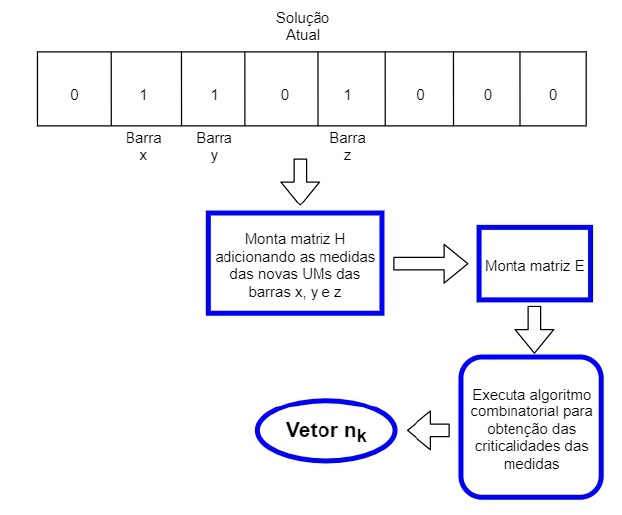 Solução
Atual
0 1 1 0 1 0 0 0
Barra Barra Barra
x y z
Monta matriz H
adicionando as medidas
das novas UMs das
barras x, y e z
Monta matriz E
Executa algoritmo
combinatorial para
obtenção das
criticalidades das
medidas
Vetor nk